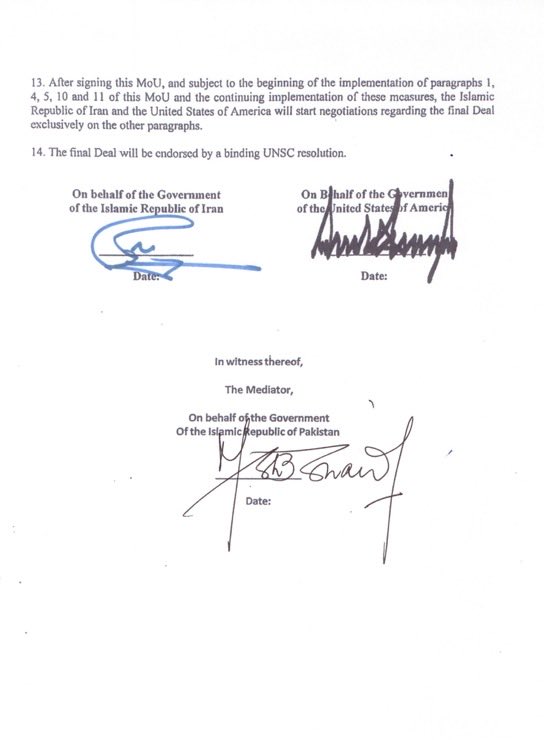 13. After signing this MoU, and subject to the beginning of the implementation of paragraphs 1,
4, 5, 10 and 11 of this MoU and the continuing implementation of these measures, the Islamic
Republic of Iran and the United States of America will start negotiations regarding the final Deal
exclusively on the other paragraphs.
14. The final Deal will be endorsed by a binding UNSC resolution.
On behalf of the Government
of the Islamic Republic of Iran
Date:
On Behalf of the Government
of the United States of America
Date:
In witness thereof,
The Mediator,
On behalf of the Government
Of the Islamic Republic of Pakistan
Date: